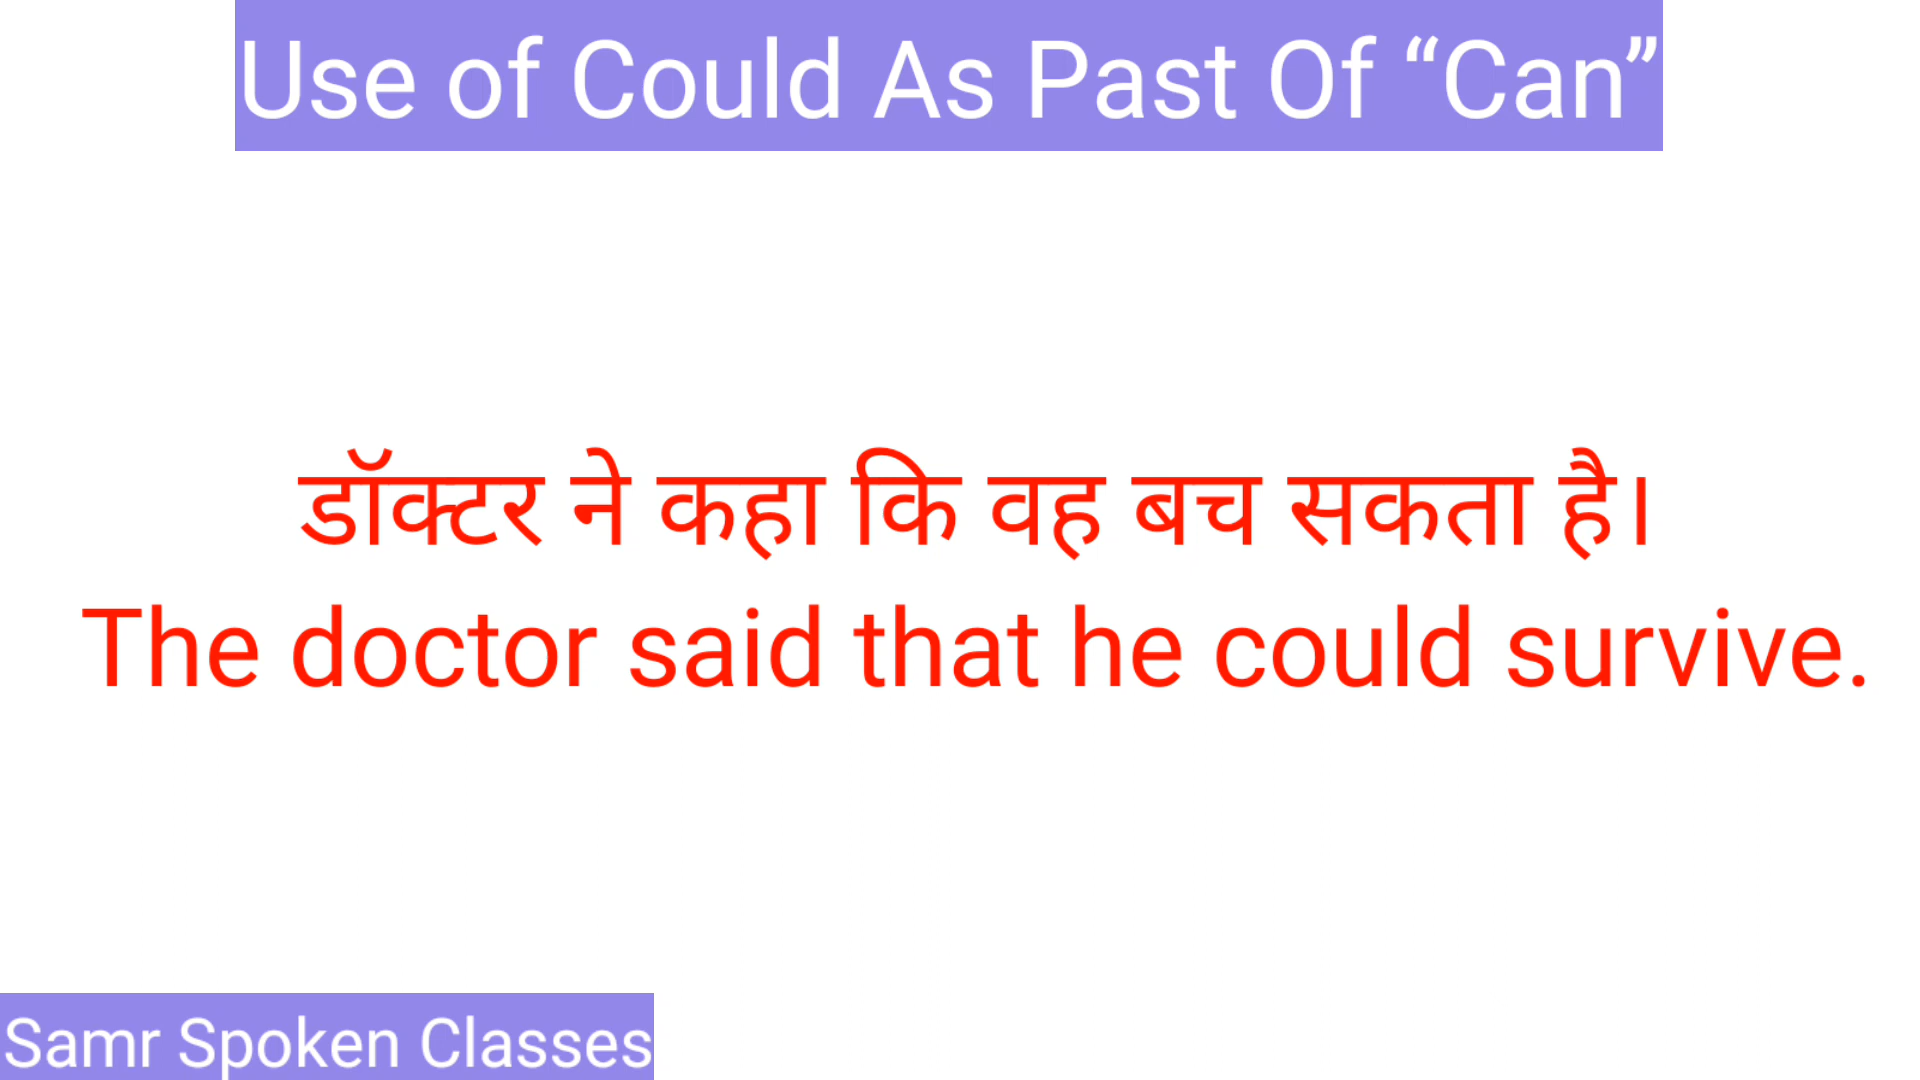 Use of Could As Past Of “Can”
डॉक्टर ने कहा कि वह बच सकता है।
The doctor said that he could survive.
Samr Spoken Classes